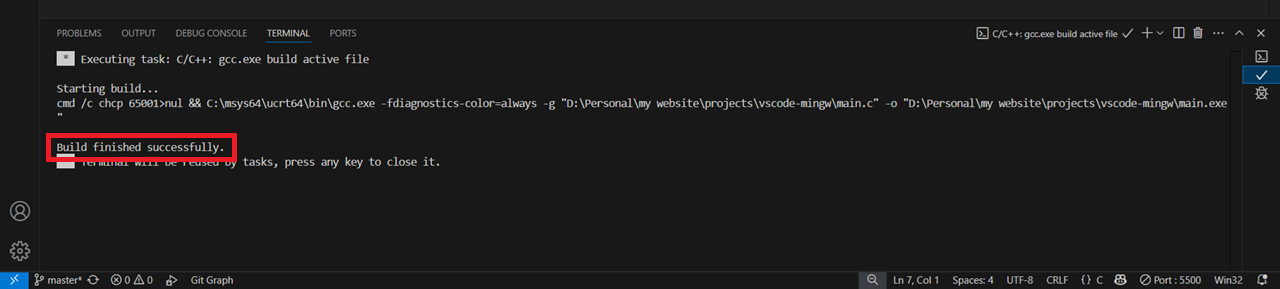 PROBLEMS OUTPUT DEBUG CONSOLE TERMINAL PORTS
C/C++: gcc.exe build active file
* Executing task: C/C++: gcc.exe build active file
Starting build...
cmd /c chcp 65001>nul && C:\msys64\ucrt64\bin\gcc.exe -fdiagnostics-color=always -g "D:\Personal\my website\projects\vscode-mingw\main.c" -o "D:\Personal\my website\projects\vscode-mingw\main.exe
"
Build finished successfully.
Terminal will be reused by tasks, press any key to close it.
master* 0 0 Git Graph Ln 7, Col 1 Spaces: 4 UTF-8 CRLF {} C Port : 5500 Win32